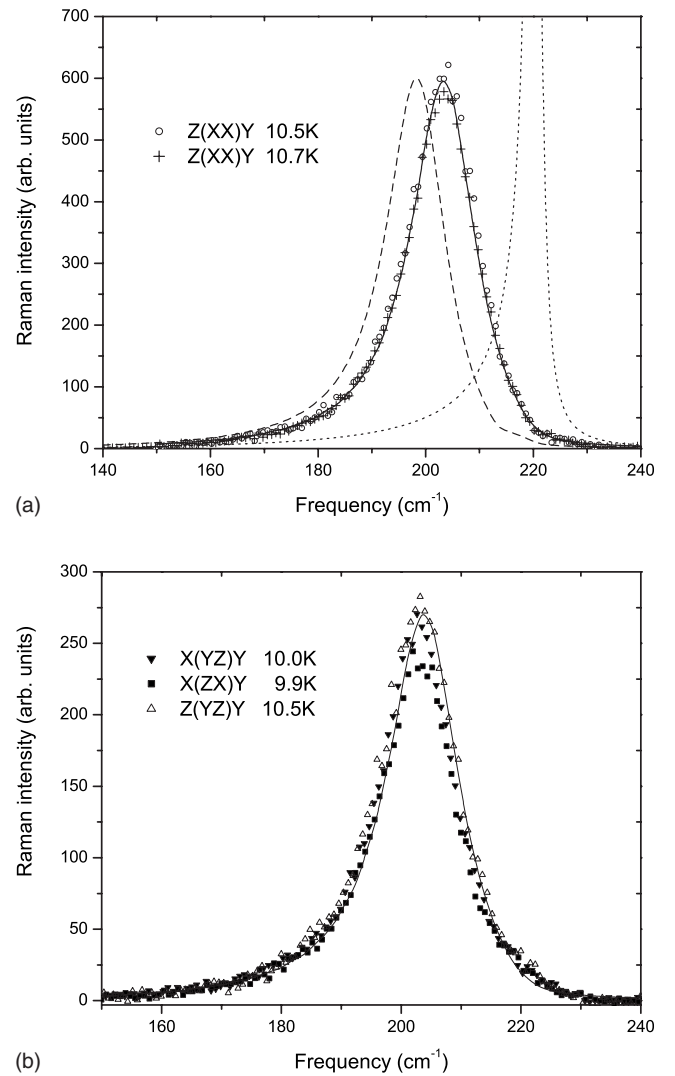 700
600
500
400
300
200
100
0
Raman intensity (arb. units)
Z(XX)Y 10.5K
Z(XX)Y 10.7K
140 160 180 200 220 240
Frequency (cm-1)
(a)
300
250
200
150
100
50
0
Raman intensity (arb. units)
X(YZ)Y 10.0K
X(ZX)Y 9.9K
Z(YZ)Y 10.5K
160 180 200 220 240
Frequency (cm-1)
(b)